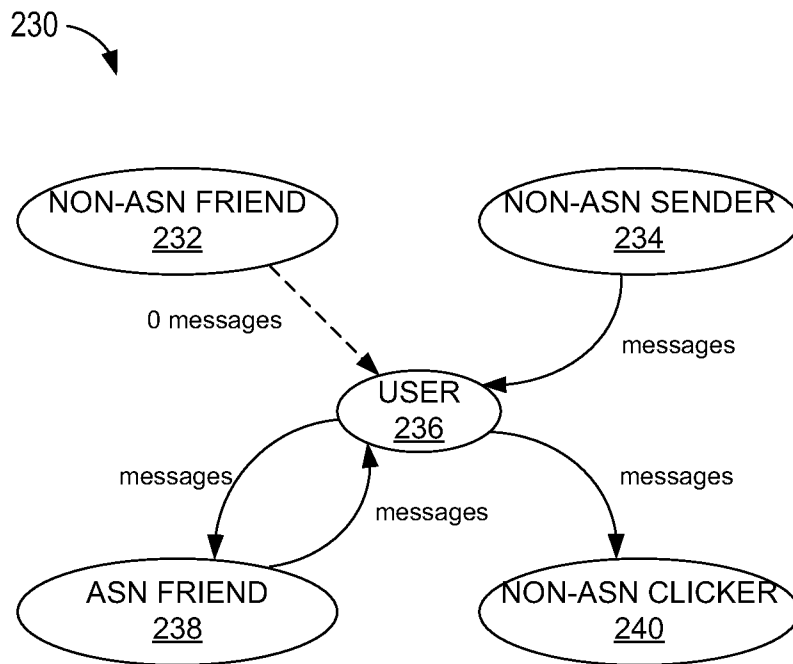 230
NON-ASN FRIEND
232
NON-ASN SENDER
234
0 messages
messages
USER
236
messages
messages
messages
ASN FRIEND
238
NON-ASN CLICKER
240